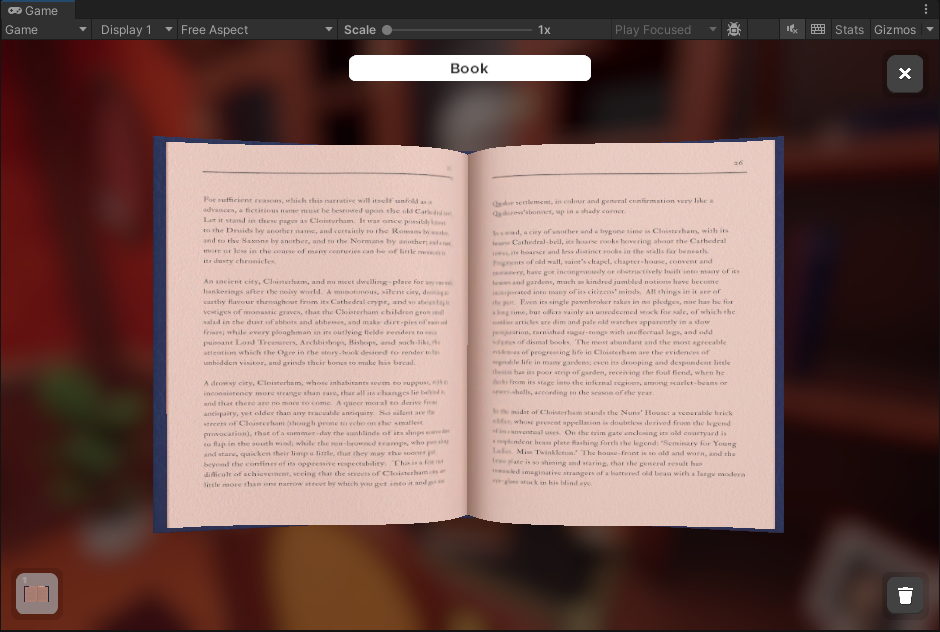 Game
Game
Display 1
Free Aspect
Scale
1x
Play Focused
Stats
Gizmos
Book
For sufficient reasons, which this narrative will itself unfold as it
advances, a fictitious name must be bestowed upon the old Cathedral
Let it stand in these pages as Cloisterham. It was once possibly known
to the Druids by another name, and certainly to the Romans by
and to the Saxons by another, and to the Normans by another; and
more or less in the course of many centuries can be of little
its dusty chronicles.
An ancient city, Cloisterham, and no meet dwelling-place for
hankerings after the noisy world. A monotonous, silent city,
earthy flavour throughout from its Cathedral crypt, and so
vestiges of monastic graves, that the Cloisterham children grow
salad in the dust of abbots and abbesses, and make dirt-pies of
friars; while every ploughman in its outlying fields renders to
puissant Lord Treasurers, Archbishops, Bishops, and such-like, the
attention which the Ogre in the story-book desired to render to
unbidden visitor, and grinds their bones to make his bread.
A drowsy city, Cloisterham, whose inhabitants seem to suppose,
inconsistency more strange than rare, that all its changes lie behind
and that there are no more to come. A queer moral to derive from
antiquity, yet older than any traceable antiquity. So silent are the
streets of Cloisterham (though prone to echo on the smallest
provocation), that of a summer-day the sunblinds of its shops
to flap in the south wind; while the sun-browned tramps, who
and stare, quicken their limp a little, that they may the sooner get
beyond the confines of its oppressive respectability. This is a feat not
difficult of achievement, seeing that the streets of Cloisterham
little more than one narrow street by which you get into it and get
26
Quaker settlement, in colour and general confirmation very like a
Quakeress's bonnet, up in a shady corner.
In a word, a city of another and a bygone time is Cloisterham, with its
hoarse Cathedral-bell, its hoarse rooks hovering about the Cathedral
tower, its hoarser and less distinct rooks in the stalls far beneath.
Fragments of old wall, saint's chapel, chapter-house, convent and
monastery, have got incongruously or obstructively built into many of its
houses and gardens, much as kindred jumbled notions have become
incorporated into many of its citizens' minds. All things in it are of
the past. Even its single pawnbroker takes in no pledges, nor has he for
a long time, but offers vainly an unredeemed stock for sale, of which the
articles are dim and pale old watches apparently in a slow
perspiration, tarnished sugar-tongs with ineffectual legs, and odd
volumes of dismal books. The most abundant and the most agreeable
evidences of progressing life in Cloisterham are the evidences of
vegetable life in many gardens; even its drooping and despondent little
theatre has its poor strip of garden, receiving the foul fiend, when he
ducks from its stage into the infernal regions, among scarlet-beans or
oyster-shells, according to the season of the year.
In the midst of Cloisterham stands the Nuns' House: a venerable brick
edifice, whose present appellation is doubtless derived from the legend
of its conventual uses. On the trim gate enclosing its old courtyard is
a resplendent brass plate flashing forth the legend: 'Seminary for Young
Ladies. Miss Twinkleton.' The house-front is so old and worn, and the
brass plate is so shining and staring, that the general result has
reminded imaginative strangers of a battered old beau with a large modern
eye-glass stuck in his blind eye.
1